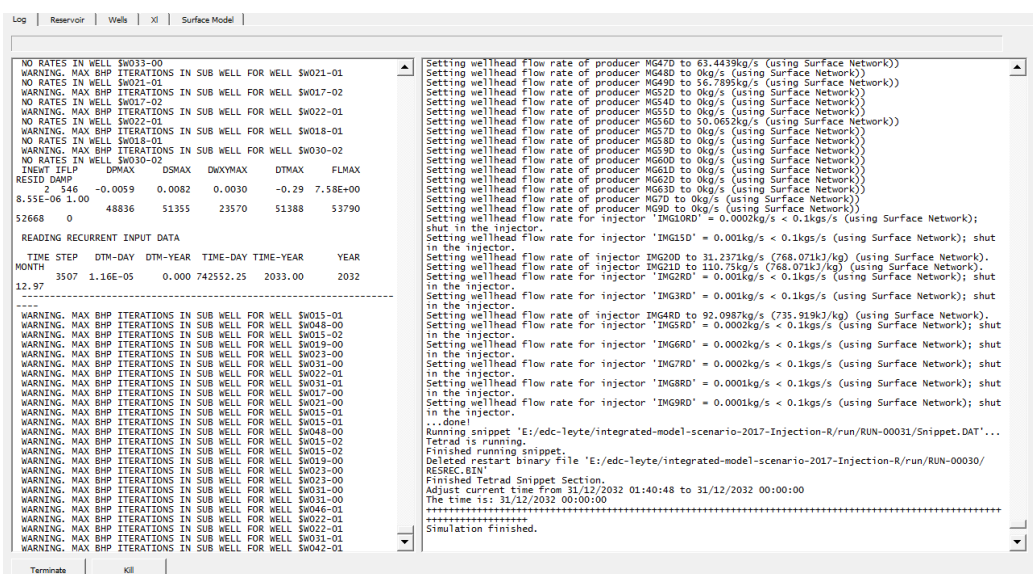 Log
Reservoir
Wells
Xl
Surface Model
NO RATES IN WELL $W033-00
WARNING. MAX BHP ITERATIONS IN SUB WELL FOR WELL $W021-01
NO RATES IN WELL $W021-01
WARNING. MAX BHP ITERATIONS IN SUB WELL FOR WELL $W017-02
NO RATES IN WELL $W017-02
WARNING. MAX BHP ITERATIONS IN SUB WELL FOR WELL $W022-01
NO RATES IN WELL $W022-01
WARNING. MAX BHP ITERATIONS IN SUB WELL FOR WELL $W018-01
NO RATES IN WELL $W018-01
WARNING. MAX BHP ITERATIONS IN SUB WELL FOR WELL $W030-02
NO RATES IN WELL $W030-02
INEWT IFLP DPMAX DSMAX DWXYMAX DTMAX FLMAX
RESID DAMP
2 546 -0.0059 0.0082 0.0030 -0.29 7.58E+00
8.55E-06 1.00
48836 51355 23570 51388 53790
52668 0
READING RECURRENT INPUT DATA
TIME STEP DTM-DAY DTM-YEAR TIME-DAY TIME-YEAR YEAR
MONTH
3507 1.16E-05 0.000 742552.25 2033.00 2032
12.97
----------------------------------------------------------------------
----
WARNING. MAX BHP ITERATIONS IN SUB WELL FOR WELL $W015-01
WARNING. MAX BHP ITERATIONS IN SUB WELL FOR WELL $W048-00
WARNING. MAX BHP ITERATIONS IN SUB WELL FOR WELL $W015-02
WARNING. MAX BHP ITERATIONS IN SUB WELL FOR WELL $W019-00
WARNING. MAX BHP ITERATIONS IN SUB WELL FOR WELL $W023-00
WARNING. MAX BHP ITERATIONS IN SUB WELL FOR WELL $W031-00
WARNING. MAX BHP ITERATIONS IN SUB WELL FOR WELL $W022-01
WARNING. MAX BHP ITERATIONS IN SUB WELL FOR WELL $W031-01
WARNING. MAX BHP ITERATIONS IN SUB WELL FOR WELL $W017-00
WARNING. MAX BHP ITERATIONS IN SUB WELL FOR WELL $W021-00
WARNING. MAX BHP ITERATIONS IN SUB WELL FOR WELL $W015-01
WARNING. MAX BHP ITERATIONS IN SUB WELL FOR WELL $W015-01
WARNING. MAX BHP ITERATIONS IN SUB WELL FOR WELL $W048-00
WARNING. MAX BHP ITERATIONS IN SUB WELL FOR WELL $W015-02
WARNING. MAX BHP ITERATIONS IN SUB WELL FOR WELL $W015-02
WARNING. MAX BHP ITERATIONS IN SUB WELL FOR WELL $W019-00
WARNING. MAX BHP ITERATIONS IN SUB WELL FOR WELL $W023-00
WARNING. MAX BHP ITERATIONS IN SUB WELL FOR WELL $W023-00
WARNING. MAX BHP ITERATIONS IN SUB WELL FOR WELL $W031-00
WARNING. MAX BHP ITERATIONS IN SUB WELL FOR WELL $W031-00
WARNING. MAX BHP ITERATIONS IN SUB WELL FOR WELL $W046-01
WARNING. MAX BHP ITERATIONS IN SUB WELL FOR WELL $W022-01
WARNING. MAX BHP ITERATIONS IN SUB WELL FOR WELL $W022-01
WARNING. MAX BHP ITERATIONS IN SUB WELL FOR WELL $W031-01
WARNING. MAX BHP ITERATIONS IN SUB WELL FOR WELL $W042-01
Setting wellhead flow rate of producer MG47D to 63.4439kg/s (using Surface Network))
Setting wellhead flow rate of producer MG48D to 0kg/s (using Surface Network))
Setting wellhead flow rate of producer MG49D to 56.7895kg/s (using Surface Network))
Setting wellhead flow rate of producer MG52D to 0kg/s (using Surface Network))
Setting wellhead flow rate of producer MG54D to 0kg/s (using Surface Network))
Setting wellhead flow rate of producer MG55D to 0kg/s (using Surface Network))
Setting wellhead flow rate of producer MG56D to 50.0652kg/s (using Surface Network))
Setting wellhead flow rate of producer MG57D to 0kg/s (using Surface Network))
Setting wellhead flow rate of producer MG58D to 0kg/s (using Surface Network))
Setting wellhead flow rate of producer MG59D to 0kg/s (using Surface Network))
Setting wellhead flow rate of producer MG60D to 0kg/s (using Surface Network))
Setting wellhead flow rate of producer MG61D to 0kg/s (using Surface Network))
Setting wellhead flow rate of producer MG62D to 0kg/s (using Surface Network))
Setting wellhead flow rate of producer MG63D to 0kg/s (using Surface Network))
Setting wellhead flow rate of producer MG7D to 0kg/s (using Surface Network))
Setting wellhead flow rate of producer MG9D to 0kg/s (using Surface Network))
Setting wellhead flow rate for injector 'IMG1ORD' = 0.0002kg/s < 0.1kgs/s (using Surface Network);
shut in the injector.
Setting wellhead flow rate for injector 'IMG15D' = 0.001kg/s < 0.1kgs/s (using Surface Network); shut
in the injector.
Setting wellhead flow rate of injector IMG20D to 31.2371kg/s (768.071kJ/kg) (using Surface Network).
Setting wellhead flow rate of injector IMG21D to 110.75kg/s (768.071kJ/kg) (using Surface Network).
Setting wellhead flow rate for injector 'IMG2RD' = 0.001kg/s < 0.1kgs/s (using Surface Network); shut
in the injector.
Setting wellhead flow rate for injector 'IMG3RD' = 0.001kg/s < 0.1kgs/s (using Surface Network); shut
in the injector.
Setting wellhead flow rate of injector IMG4RD to 92.0987kg/s (735.919kJ/kg) (using Surface Network).
Setting wellhead flow rate for injector 'IMG5RD' = 0.0002kg/s < 0.1kgs/s (using Surface Network); shut
in the injector.
Setting wellhead flow rate for injector 'IMG6RD' = 0.0002kg/s < 0.1kgs/s (using Surface Network); shut
in the injector.
Setting wellhead flow rate for injector 'IMG7RD' = 0.0002kg/s < 0.1kgs/s (using Surface Network); shut
in the injector.
Setting wellhead flow rate for injector 'IMG8RD' = 0.0001kg/s < 0.1kgs/s (using Surface Network); shut
in the injector.
Setting wellhead flow rate for injector 'IMG9RD' = 0.0001kg/s < 0.1kgs/s (using Surface Network); shut
in the injector.
...done!
Running snippet 'E:/edc-leyte/integrated-model-scenario-2017-Injection-R/run/RUN-00031/Snippet.DAT'...
Tetrad is running.
Finished running snippet.
Deleted restart binary file 'E:/edc-leyte/integrated-model-scenario-2017-Injection-R/run/RUN-00030/
RESREC.BIN'
Finished Tetrad Snippet Section.
Adjust current time from 31/12/2032 01:40:48 to 31/12/2032 00:00:00
The time is: 31/12/2032 00:00:00
++++++++++++++++++++++++++++++++++++++++++++++++++++++++++++++++++++++++++++++++++++++++++++++++++++++
++++++++++++++++++
Simulation finished.
Terminate
Kill